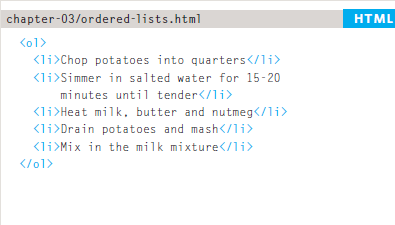 chapter-03/ordered-lists.html
HTML
<ol>
<li>Chop potatoes into quarters</li>
<li>Simmer in salted water for 15-20
minutes until tender</li>
<li>Heat milk, butter and nutmeg</li>
<li>Drain potatoes and mash</li>
<li>Mix in the milk mixture</li>
</ol>